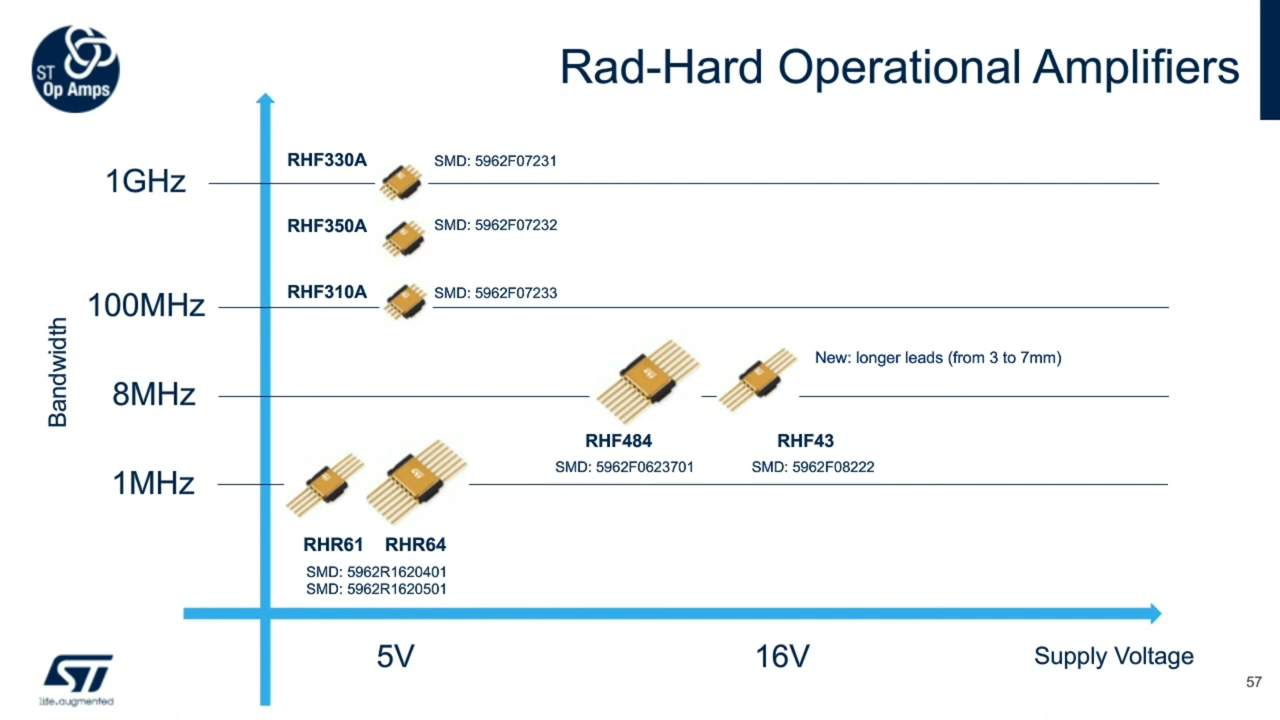 ST
Op Amps
Rad-Hard Operational Amplifiers
1GHz
RHF330A
SMD: 5962F07231
RHF350A
SMD: 5962F07232
100MHz
RHF310A
SMD: 5962F07233
Bandwidth
New: longer leads (from 3 to 7mm)
8MHz
RHF484
SMD: 5962F0623701
RHF43
SMD: 5962F08222
1MHz
RHR61
RHR64
SMD: 5962R1620401
SMD: 5962R1620501
5V
16V
Supply Voltage
ST
life.augmented
57